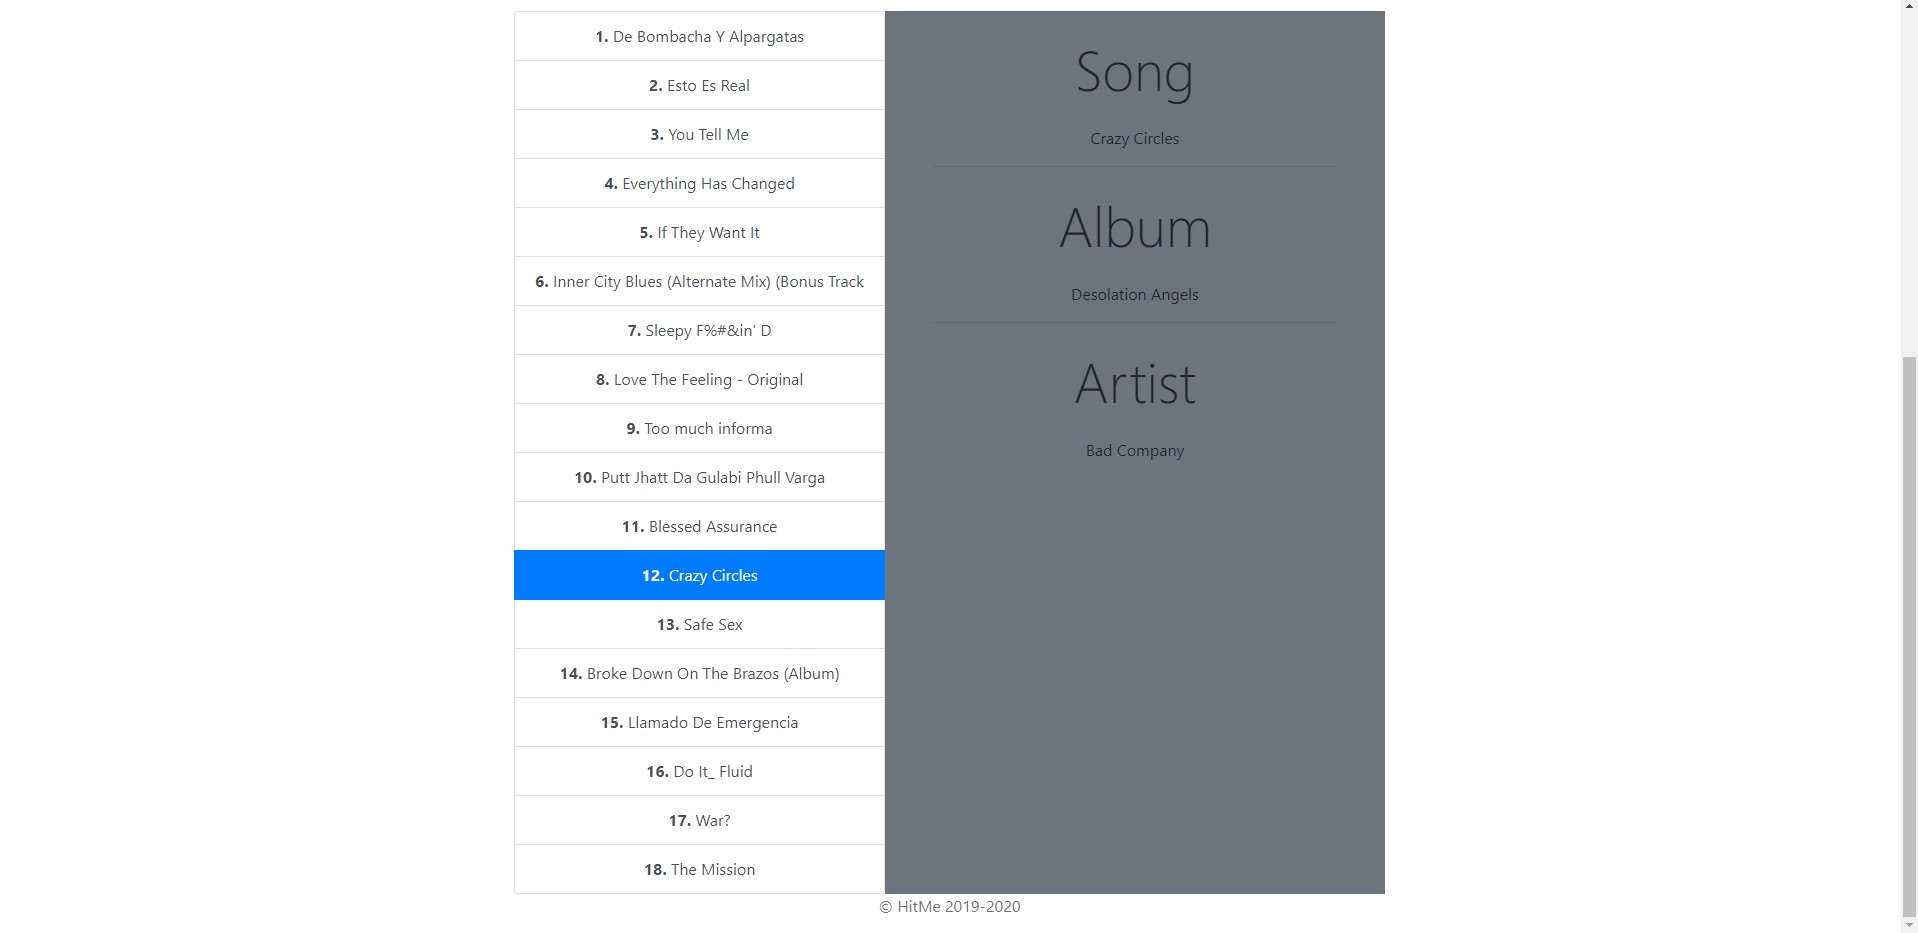 1. De Bombacha Y Alpargatas
2. Esto Es Real
3. You Tell Me
4. Everything Has Changed
5. If They Want It
6. Inner City Blues (Alternate Mix) (Bonus Track
7. Sleepy F%#&in' D
8. Love The Feeling - Original
9. Too much informa
10. Putt Jhatt Da Gulabi Phull Varga
11. Blessed Assurance
12. Crazy Circles
13. Safe Sex
14. Broke Down On The Brazos (Album)
15. Llamado De Emergencia
16. Do It_ Fluid
17. War?
18. The Mission
Song
Crazy Circles
Album
Desolation Angels
Artist
Bad Company
© HitMe 2019-2020